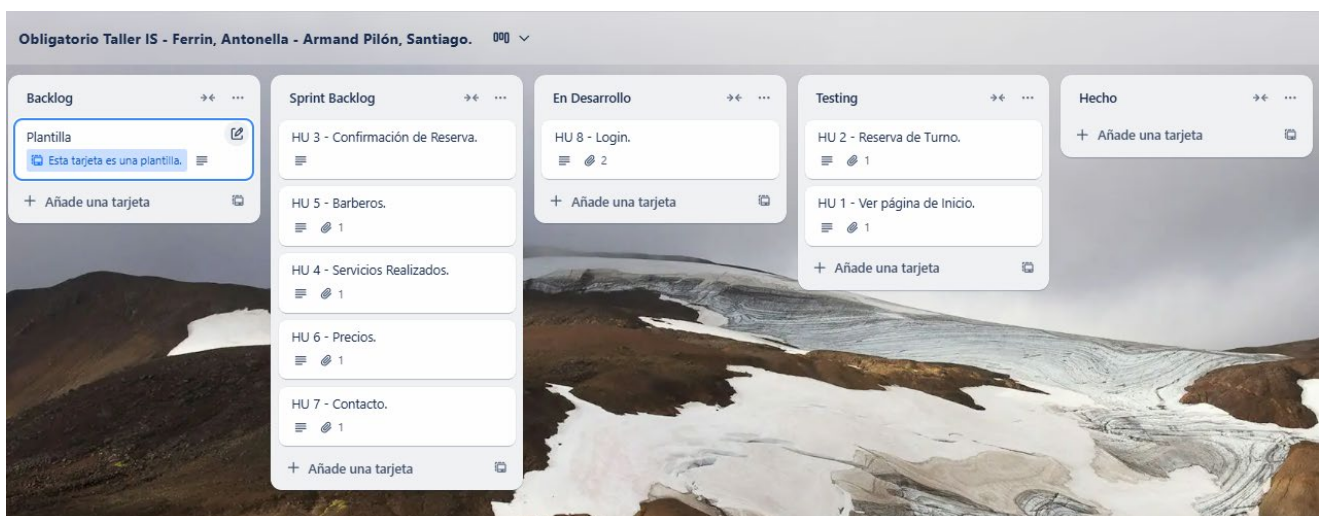 Obligatorio Taller IS - Ferrin, Antonella - Armand Pilón, Santiago.
Backlog
Plantilla
Esta tarjeta es una plantilla.
+ Añade una tarjeta
Sprint Backlog
HU 3 - Confirmación de Reserva.
HU 5 - Barberos.
1
HU 4 - Servicios Realizados.
1
HU 6 - Precios.
1
HU 7 - Contacto.
1
+ Añade una tarjeta
En Desarrollo
HU 8 - Login.
2
+ Añade una tarjeta
Testing
HU 2 - Reserva de Turno.
1
HU 1 - Ver página de Inicio.
1
+ Añade una tarjeta
Hecho
+ Añade una tarjeta